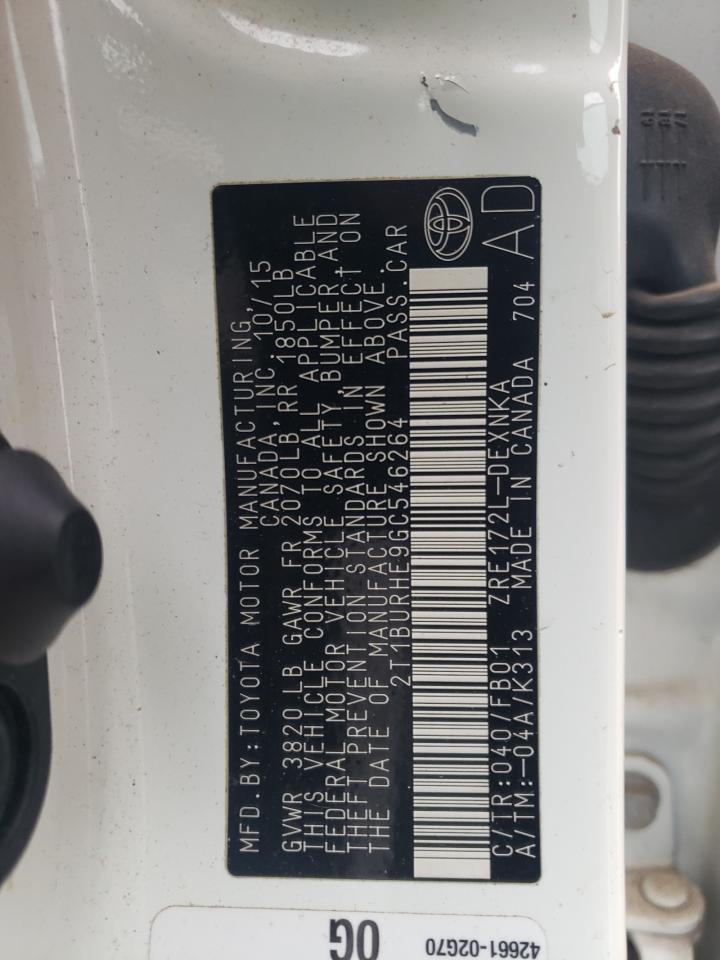 MFD.BY:TOYOTA MOTOR MANUFACTURING,
CANADA INC.10/15
GVWR 3820 LB GAWR FR 2070LB,RR 1850LB
THIS VEHICLE CONFORMS TO ALL APPLICABLE
FEDERAL MOTOR VEHICLE SAFETY, BUMPER, AND
THEFT PREVENTION STANDARDS IN EFFECT ON
THE DATE OF MANUFACTURE SHOWN ABOVE.
2T1BURHE9GC546264 PASS.CAR
C/TR:040/FB01 ZRE172L-DEXNKA
A/TM:-04A/K313 MADE IN CANADA 704
AD
42661-02G70
0G